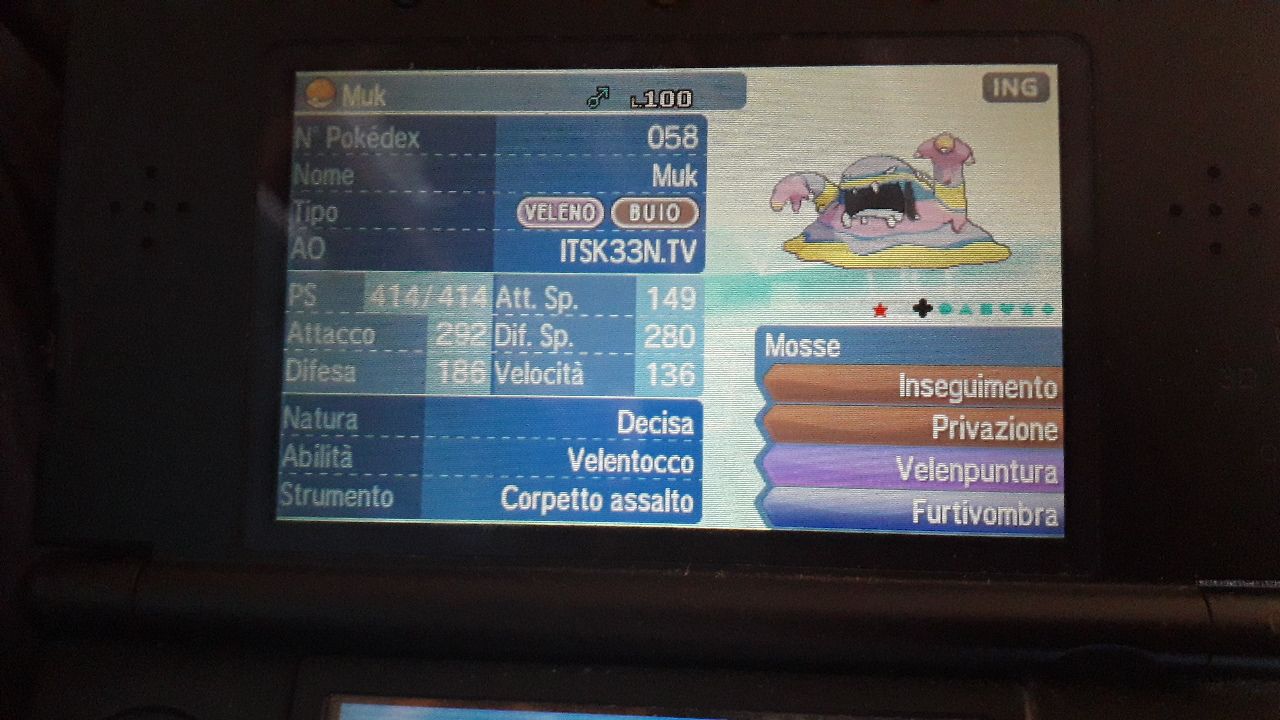 Muk ♂ L.100
ING
N° Pokédex 058
Nome Muk
Tipo VELENO BUIO
AO ITSK33N.TV
PS 414/414 Att. Sp. 149
Attacco 292 Dif. Sp. 280
Difesa 186 Velocità 136
Natura Decisa
Abilità Velentocco
Strumento Corpetto assalto
Mosse
Inseguimento
Privazione
Velenpuntura
Furtivombra